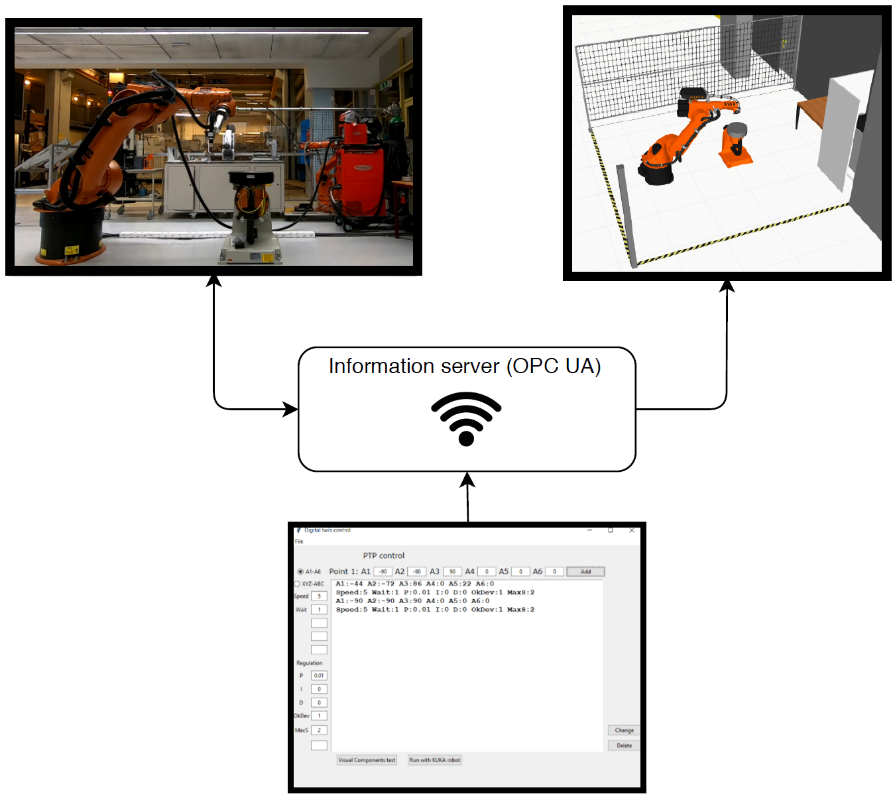 Information server (OPC UA)
Digital twin control
File
PTP control
A1-A6 Point 1: A1 -90 A2 -90 A3 90 A4 0 A5 0 A6 0 Add
XYZ-ABC
A1:-44 A2:-72 A3:86 A4:0 A5:22 A6:0
Speed:5 Wait:1 P:0.01 I:0 D:0 OkDev:1 MaxS:2
A1:-90 A2:-90 A3:90 A4:0 A5:0 A6:0
Speed:5 Wait:1 P:0.01 I:0 D:0 OkDev:1 MaxS:2
Speed 5
Wait 1
Regulation
P 0.01
I 0
D 0
OkDev 1
MaxS 2
Change
Delete
Visual Components test Run with KUKA robot